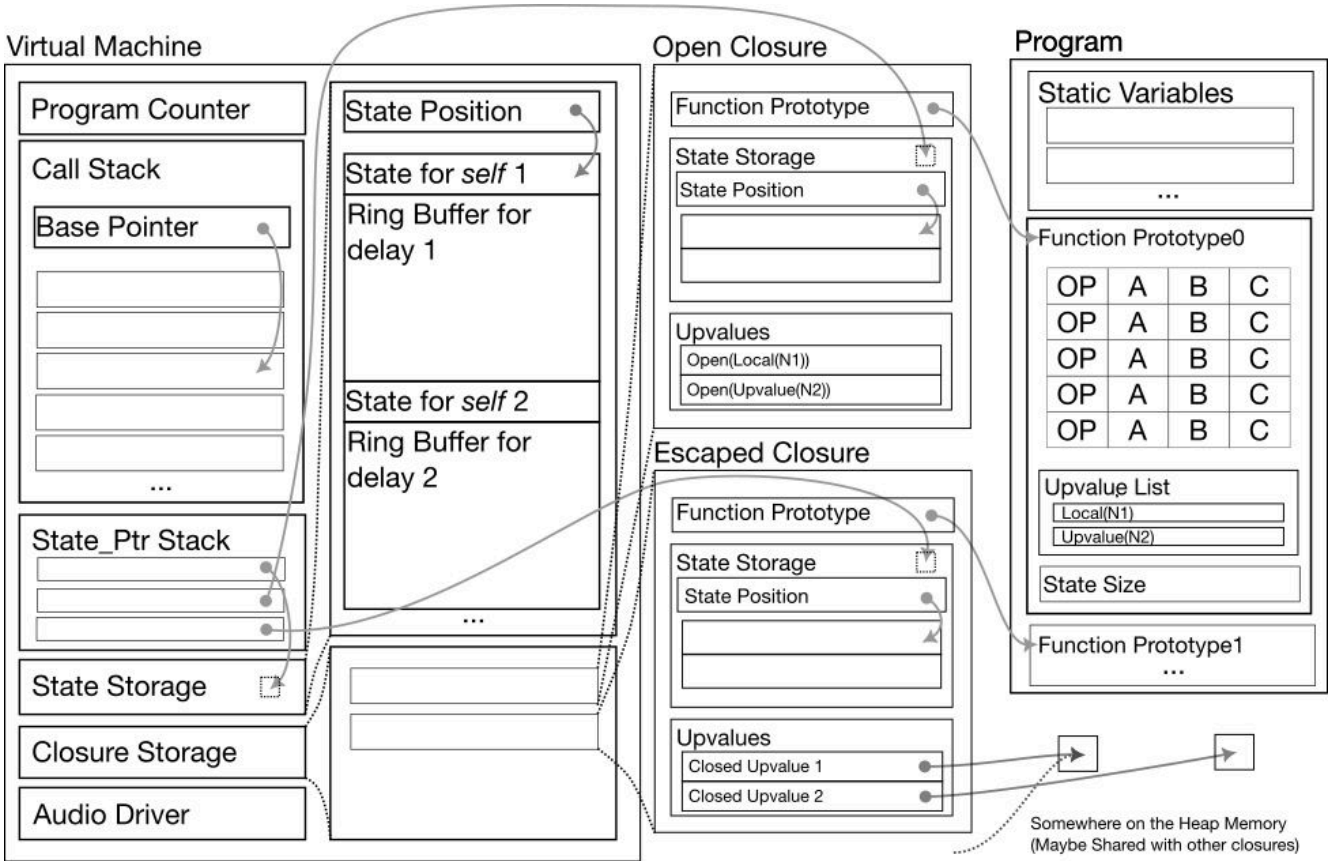 Virtual Machine
Program Counter
Call Stack
Base Pointer
...
State_Ptr Stack
State Storage
Closure Storage
Audio Driver
State Position
State for self 1
Ring Buffer for
delay 1
State for self 2
Ring Buffer for
delay 2
...
Open Closure
Function Prototype
State Storage
State Position
Upvalues
Open(Local(N1))
Open(Upvalue(N2))
Escaped Closure
Function Prototype
State Storage
State Position
Upvalues
Closed Upvalue 1
Closed Upvalue 2
Program
Static Variables
...
Function Prototype0
OP A B C
OP A B C
OP A B C
OP A B C
OP A B C
Upvalue List
Local(N1)
Upvalue(N2)
State Size
Function Prototype1
...
Somewhere on the Heap Memory
(Maybe Shared with other closures)